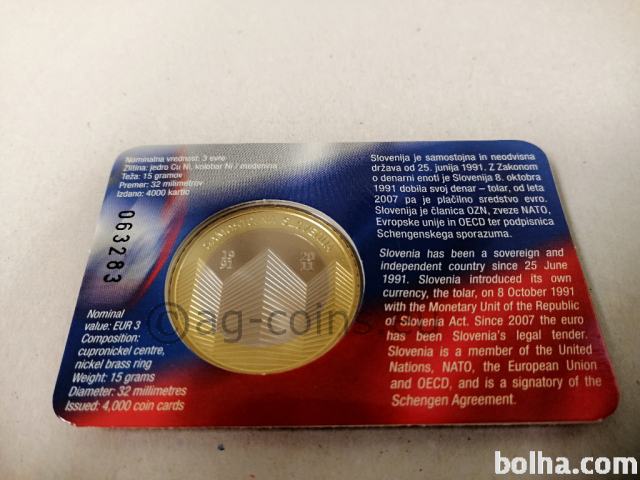 Nominalna vrednost: 3 evre
Zlitina: jedro Cu Ni, kolobar Ni / medenina
Teža: 15 gramov
Premer: 32 milimetrov
Izdano: 4000 kartic
063283
Nominal
value: EUR 3
Composition:
cupronickel centre,
nickel brass ring
Weight: 15 grams
Diameter: 32 millimetres
Issued: 4,000 coin cards
SLOVENIJA
1991
2011
©ag-coins
Slovenija je samostojna in neodvisna
država od 25. junija 1991. Z Zakonom
o denarni enoti je Slovenija 8. oktobra
1991 dobila svoj denar – tolar, od leta
2007 pa je plačilno sredstvo evro.
Slovenija je članica OZN, zveze NATO,
Evropske unije in OECD ter podpisnica
Schengenskega sporazuma.
Slovenia has been a sovereign and
independent country since 25 June
1991. Slovenia introduced its own
currency, the tolar, on 8 October 1991
with the Monetary Unit of the Republic
of Slovenia Act. Since 2007 the euro
has been Slovenia's legal tender.
Slovenia is a member of the United
Nations, NATO, the European Union
and OECD, and is a signatory of the
Schengen Agreement.
bolha.com